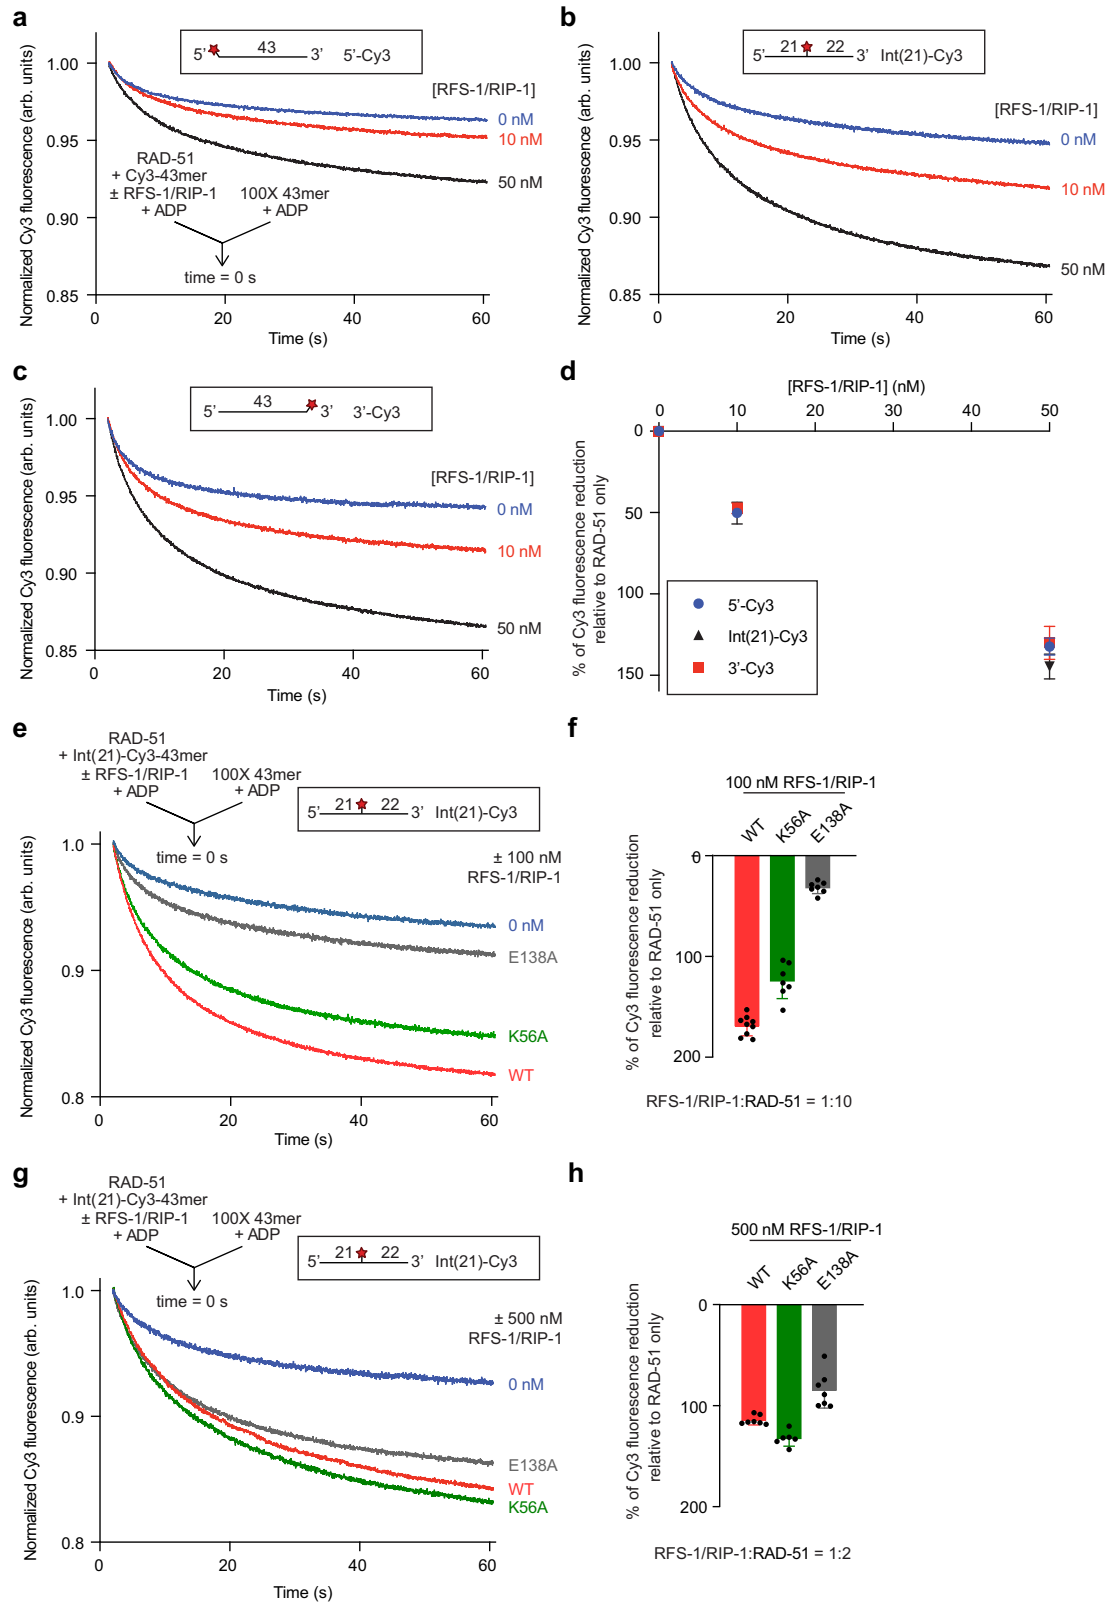 a
5’ 43 3’ 5’-Cy3
Normalized Cy3 fluorescence (arb. units)
1.00
0.95
0.90
0.85
[RFS-1/RIP-1]
0 nM
10 nM
50 nM
RAD-51
+ Cy3-43mer
± RFS-1/RIP-1
+ ADP
100X 43mer
+ ADP
time = 0 s
0 20 40 60
Time (s)
b
5’ 21 22 3’ Int(21)-Cy3
Normalized Cy3 fluorescence (arb. units)
1.00
0.95
0.90
0.85
[RFS-1/RIP-1]
0 nM
10 nM
50 nM
0 20 40 60
Time (s)
c
5’ 43 3’ 3’-Cy3
Normalized Cy3 fluorescence (arb. units)
1.00
0.95
0.90
0.85
[RFS-1/RIP-1]
0 nM
10 nM
50 nM
0 20 40 60
Time (s)
d
[RFS-1/RIP-1] (nM)
0 10 20 30 40 50
% of Cy3 fluorescence reduction
relative to RAD-51 only
0
50
100
150
5’-Cy3
Int(21)-Cy3
3’-Cy3
e
RAD-51
+ Int(21)-Cy3-43mer
± RFS-1/RIP-1
+ ADP
100X 43mer
+ ADP
time = 0 s
5’ 21 22 3’ Int(21)-Cy3
Normalized Cy3 fluorescence (arb. units)
1.0
0.9
0.8
± 100 nM
RFS-1/RIP-1
0 nM
E138A
K56A
WT
0 20 40 60
Time (s)
f
100 nM RFS-1/RIP-1
WT K56A E138A
% of Cy3 fluorescence reduction
relative to RAD-51 only
0
100
200
RFS-1/RIP-1:RAD-51 = 1:10
g
RAD-51
+ Int(21)-Cy3-43mer
± RFS-1/RIP-1
+ ADP
100X 43mer
+ ADP
time = 0 s
5’ 21 22 3’ Int(21)-Cy3
Normalized Cy3 fluorescence (arb. units)
1.0
0.9
0.8
± 500 nM
RFS-1/RIP-1
0 nM
E138A
WT
K56A
0 20 40 60
Time (s)
h
500 nM RFS-1/RIP-1
WT K56A E138A
% of Cy3 fluorescence reduction
relative to RAD-51 only
0
100
200
RFS-1/RIP-1:RAD-51 = 1:2